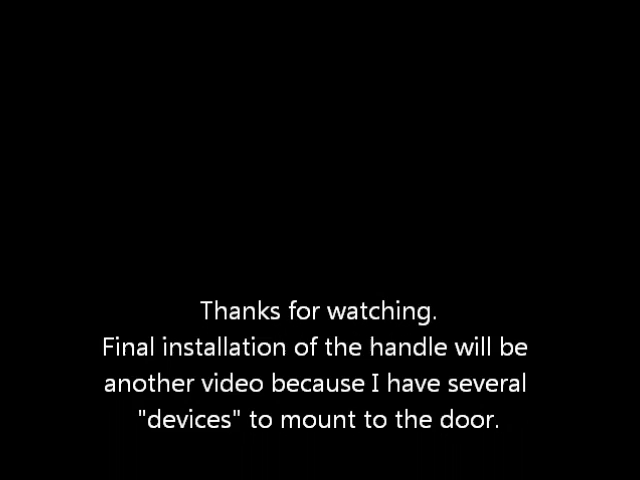 Thanks for watching.
Final installation of the handle will be
another video because I have several
"devices" to mount to the door.